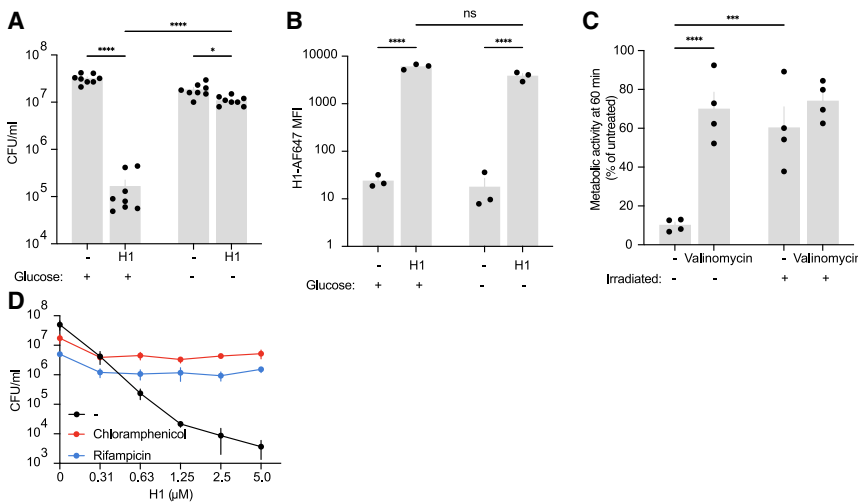 A
****
****
*
CFU/ml
10^8
10^7
10^6
10^5
10^4
- H1 - H1
Glucose: + + - -
B
ns
****
****
H1-AF647 MFI
10000
1000
100
10
1
- H1 - H1
Glucose: + + - -
C
***
****
Metabolic activity at 60 min
(% of untreated)
100
80
60
40
20
0
- Valinomycin - Valinomycin
Irradiated: - - + +
D
CFU/ml
10^8
10^7
10^6
10^5
10^4
10^3
-
Chloramphenicol
Rifampicin
0 0.31 0.63 1.25 2.5 5.0
H1 (µM)